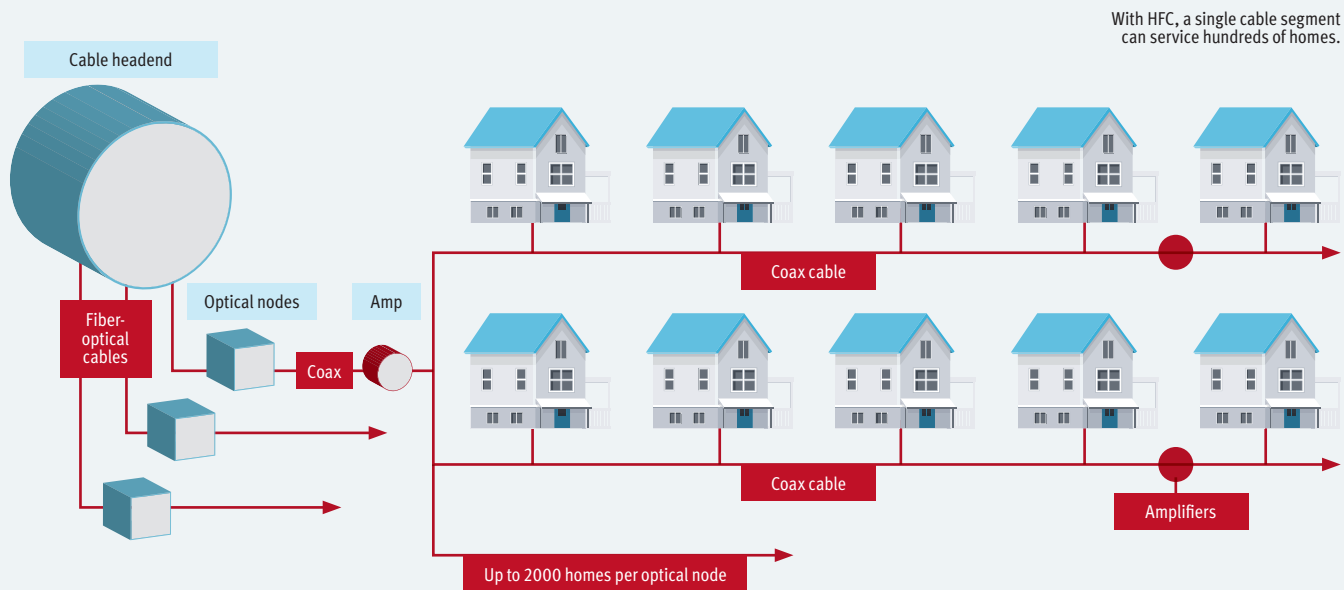 With HFC, a single cable segment
can service hundreds of homes.
Cable headend
Optical nodes
Amp
Fiber-
optical
cables
Coax
Coax cable
Coax cable
Amplifiers
Up to 2000 homes per optical node